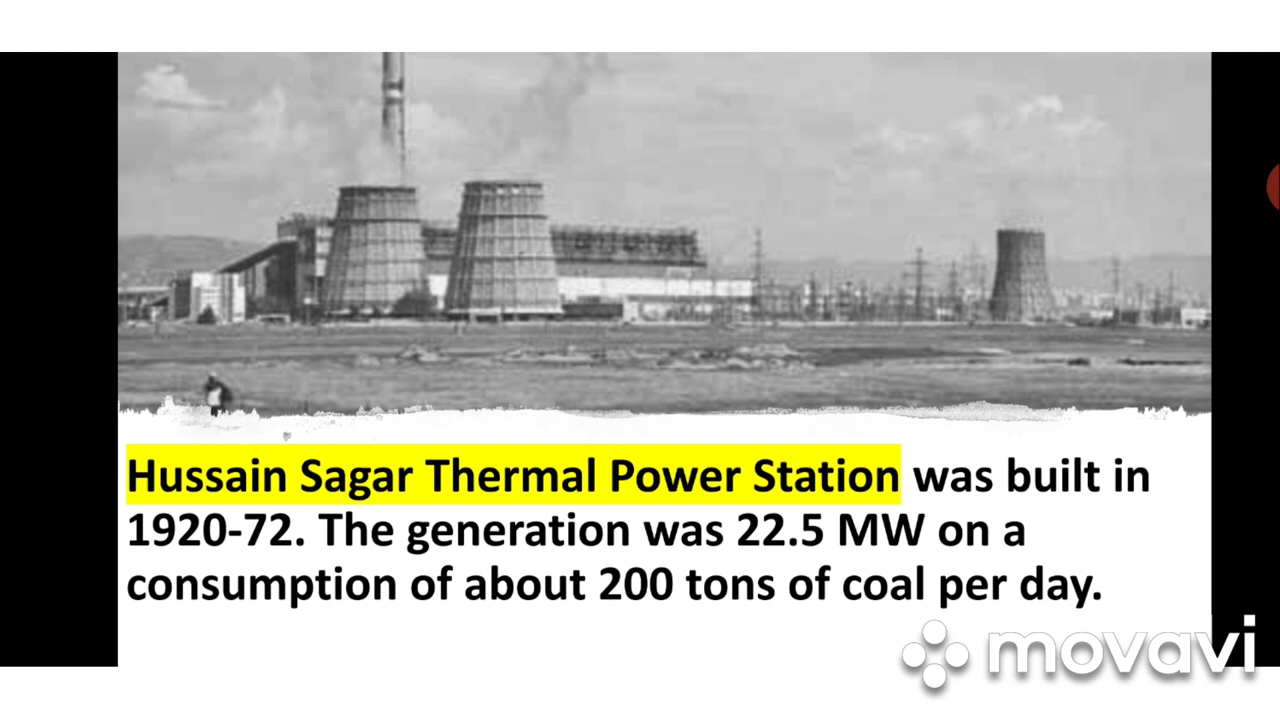 Hussain Sagar Thermal Power Station was built in
1920-72. The generation was 22.5 MW on a
consumption of about 200 tons of coal per day.
movavi